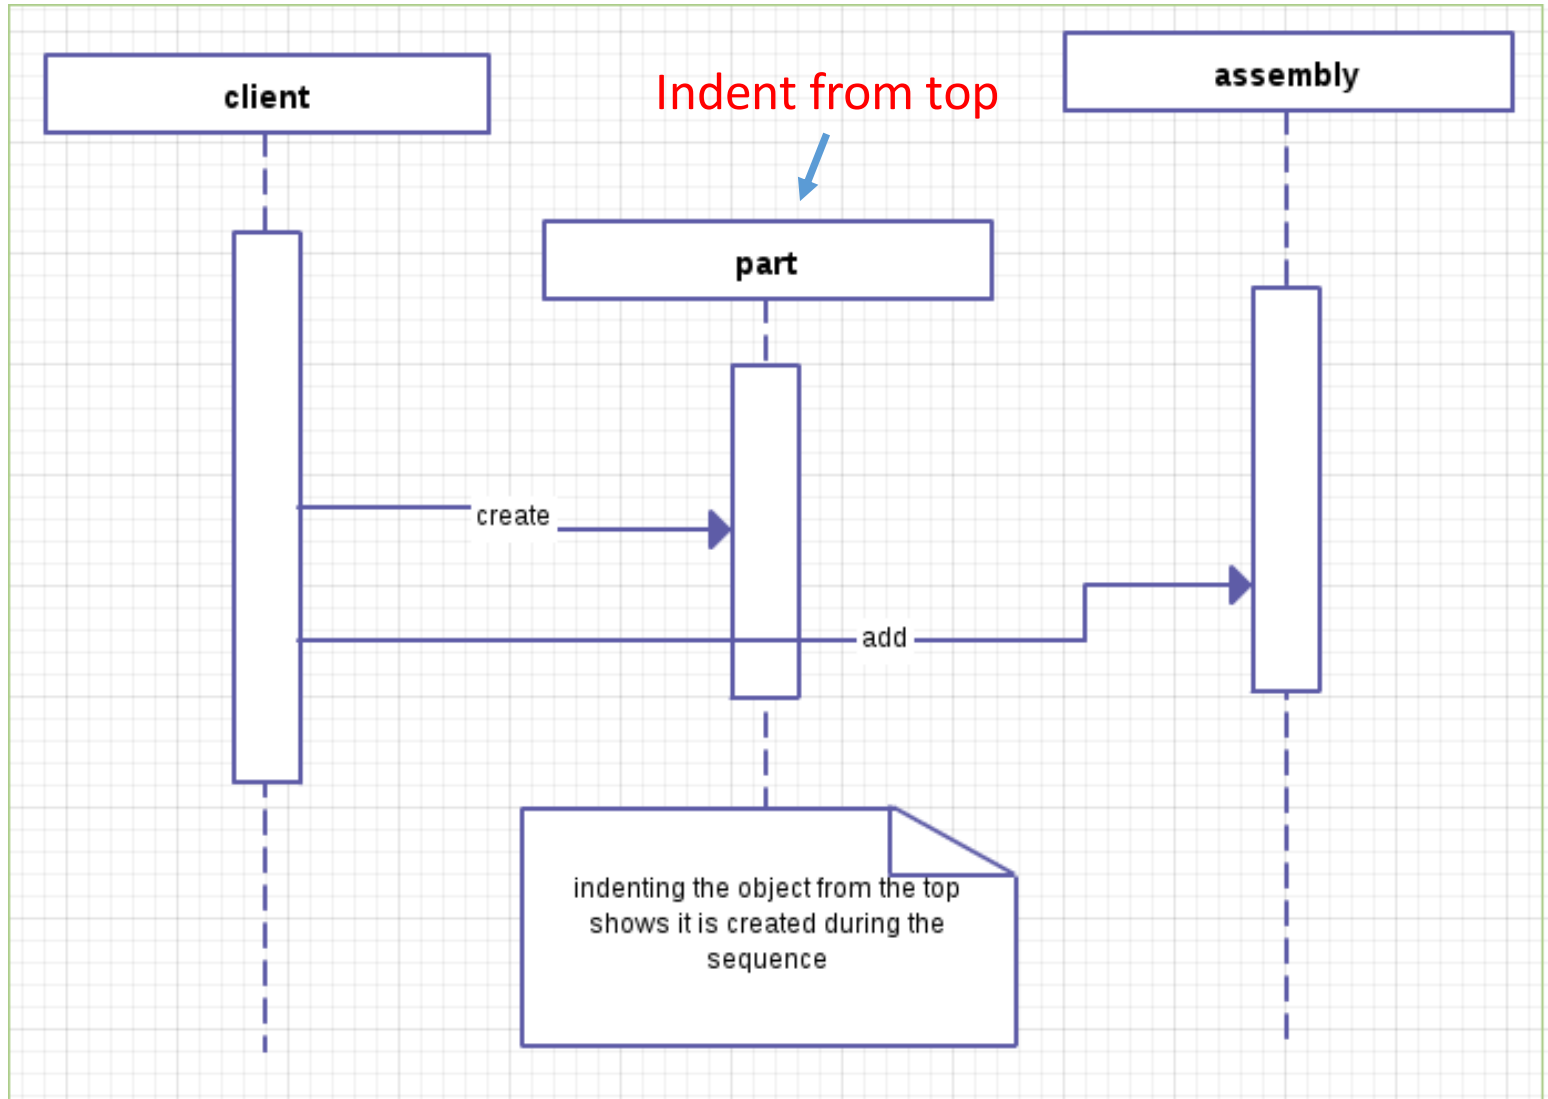 client
Indent from top
assembly
part
create
add
indenting the object from the top
shows it is created during the
sequence